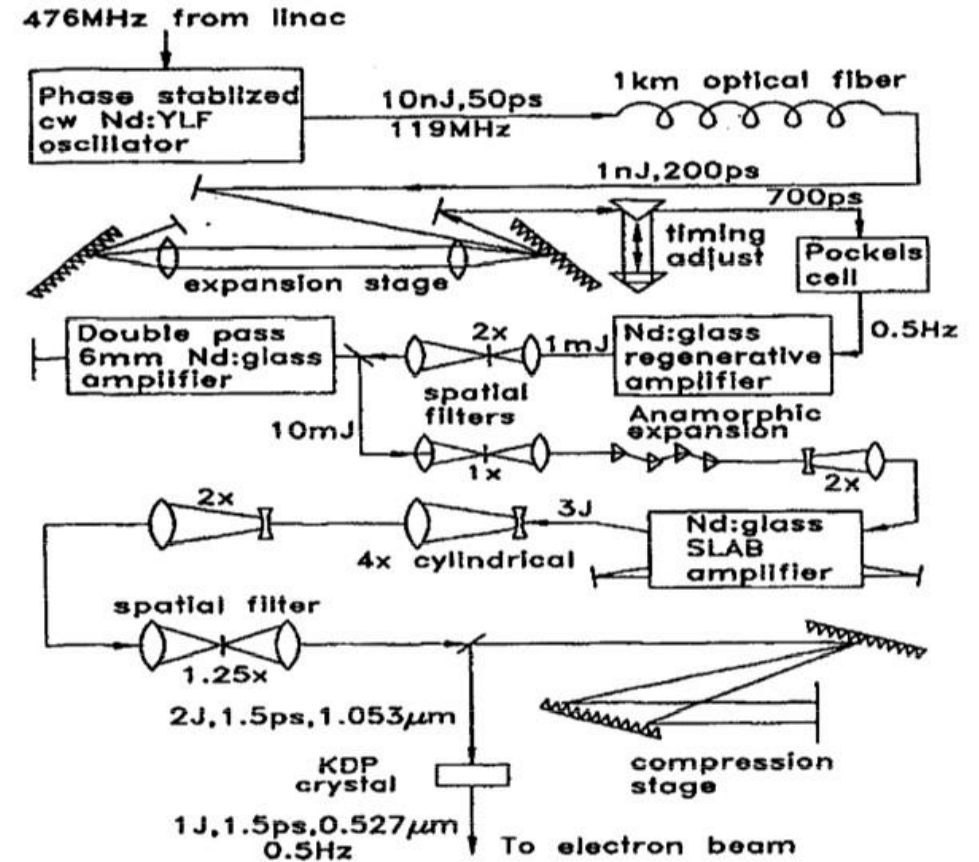 476MHz from linac
Phase stablized
cw Nd:YLF
oscillator
10nJ,50ps
119MHz
1km optical fiber
1nJ,200ps
700ps
timing
adjust
Pockels
cell
expansion stage
0.5Hz
Double pass
6mm Nd:glass
amplifier
2x
1mJ
Nd:glass
regenerative
amplifier
spatial
filters
10mJ
1x
Anamorphic
expansion
2x
2x
4x cylindrical
3J
Nd:glass
SLAB
amplifier
spatial filter
1.25x
2J,1.5ps,1.053μm
KDP
crystal
compression
stage
1J,1.5ps,0.527μm
0.5Hz
To electron beam